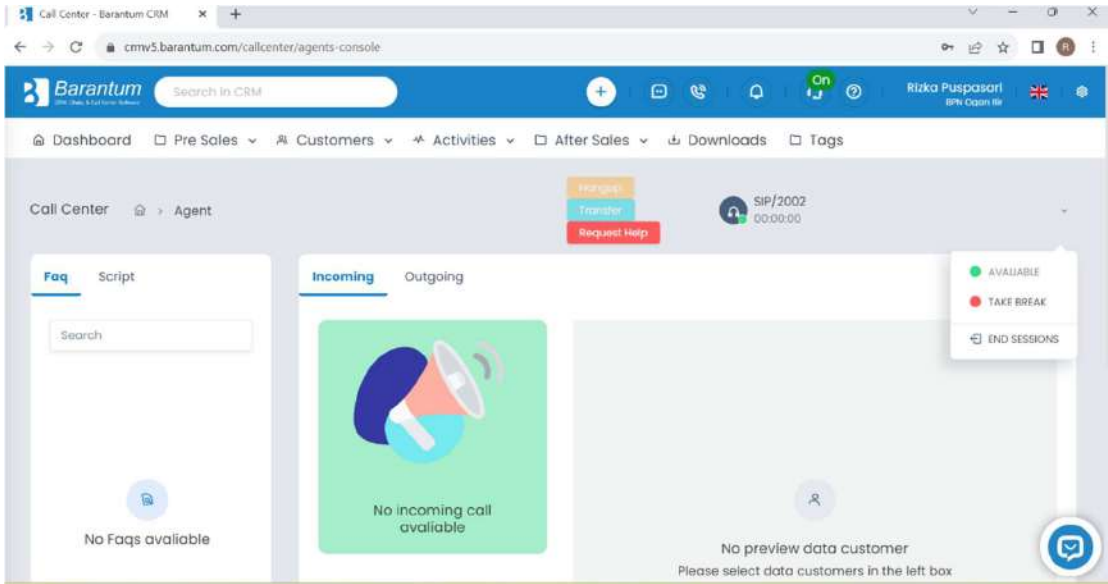 Call Center - Barantum CRM
crmv5.barantum.com/callcenter/agents-console
R
Barantum
Search in CRM
On
Rizka Puspasari
BPN Ogan Ilir
Dashboard
Pre Sales
Customers
Activities
After Sales
Downloads
Tags
Call Center
Agent
Hangup
Transfer
Request Help
SIP/2002
00:00:00
AVALIABLE
TAKE BREAK
END SESSIONS
Faq
Script
Incoming
Outgoing
Search
No Faqs avaliable
No incoming call
avaliable
No preview data customer
Please select data customers in the left box